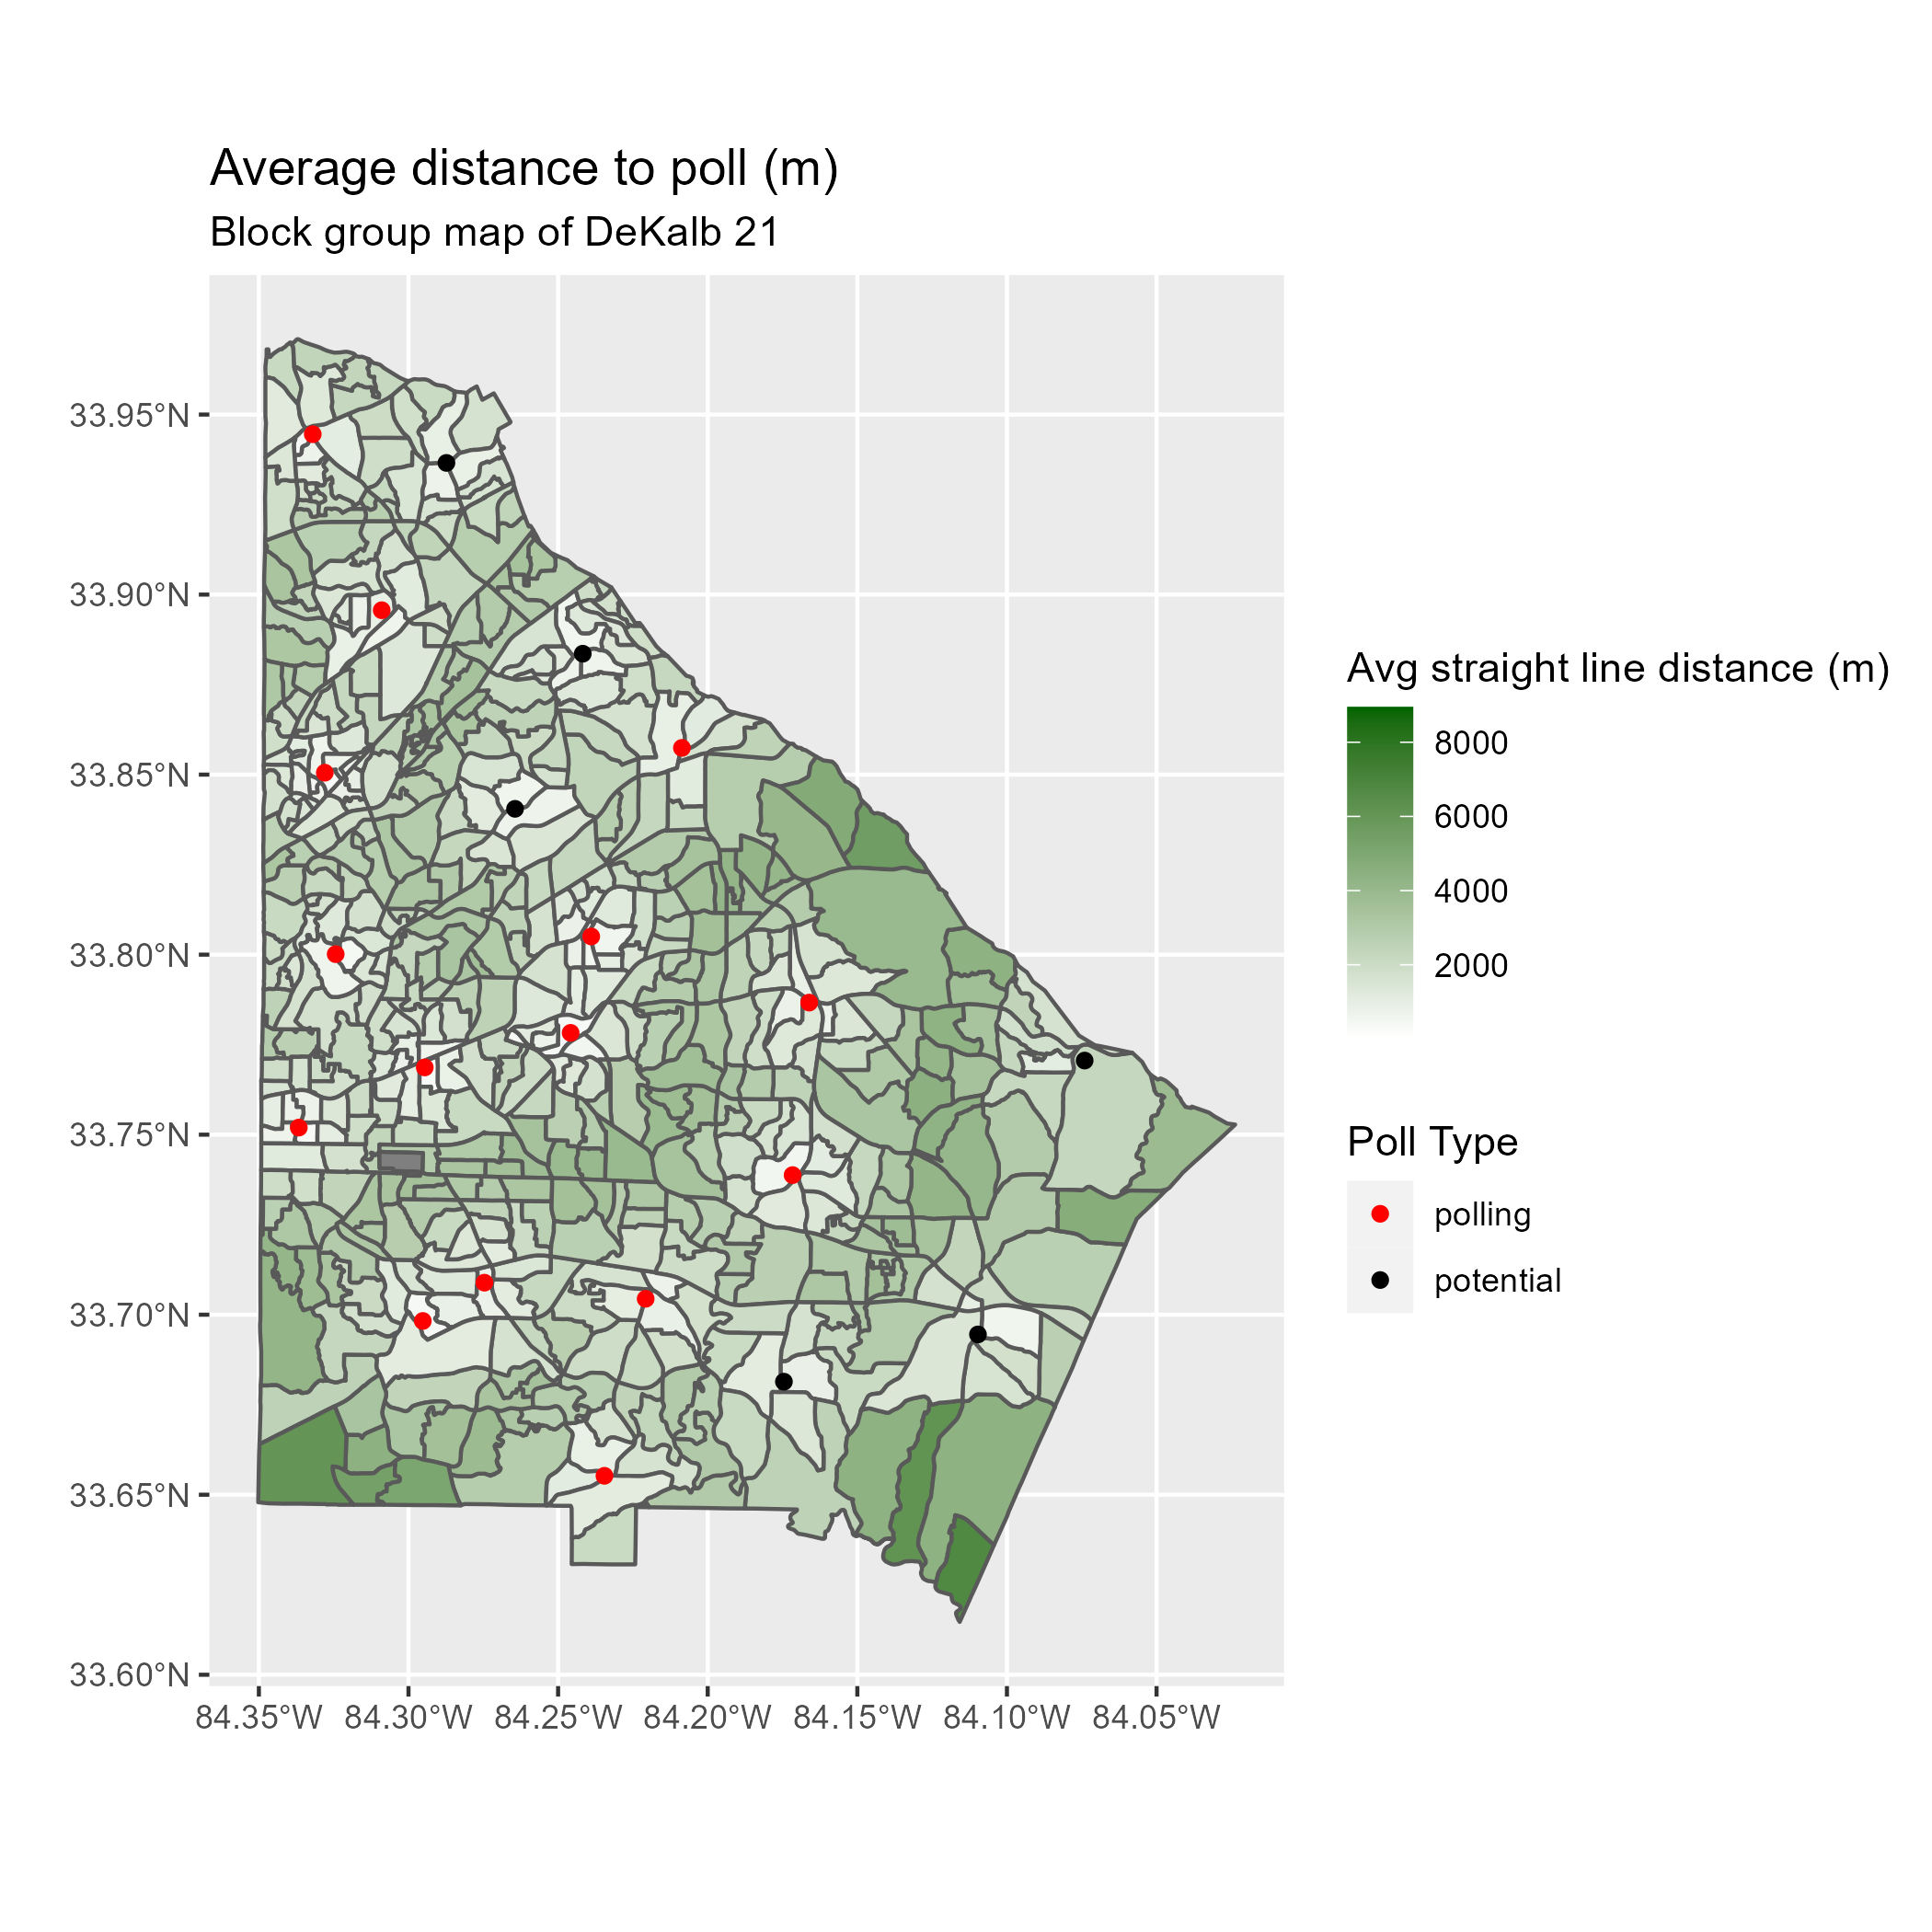 Average distance to poll (m)
Block group map of DeKalb 21
33.95°N
33.90°N
33.85°N
33.80°N
33.75°N
33.70°N
33.65°N
33.60°N
84.35°W 84.30°W 84.25°W 84.20°W 84.15°W 84.10°W 84.05°W
Avg straight line distance (m)
8000
6000
4000
2000
Poll Type
polling
potential